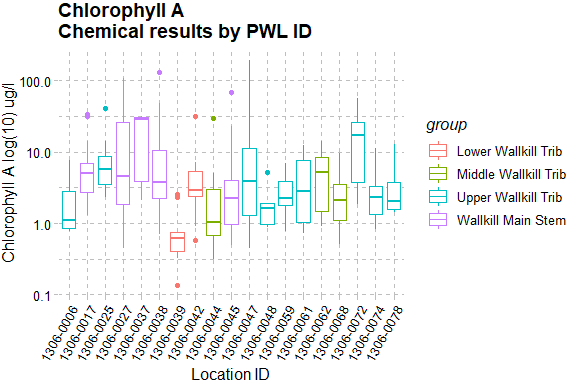 Chlorophyll A
Chemical results by PWL ID
Chlorophyll A log(10) ug/l
100.0
10.0
1.0
0.1
1306-0006
1306-0017
1306-0025
1306-0027
1306-0037
1306-0038
1306-0039
1306-0042
1306-0044
1306-0045
1306-0047
1306-0048
1306-0059
1306-0061
1306-0062
1306-0068
1306-0072
1306-0074
1306-0078
Location ID
group
Lower Wallkill Trib
Middle Wallkill Trib
Upper Wallkill Trib
Wallkill Main Stem